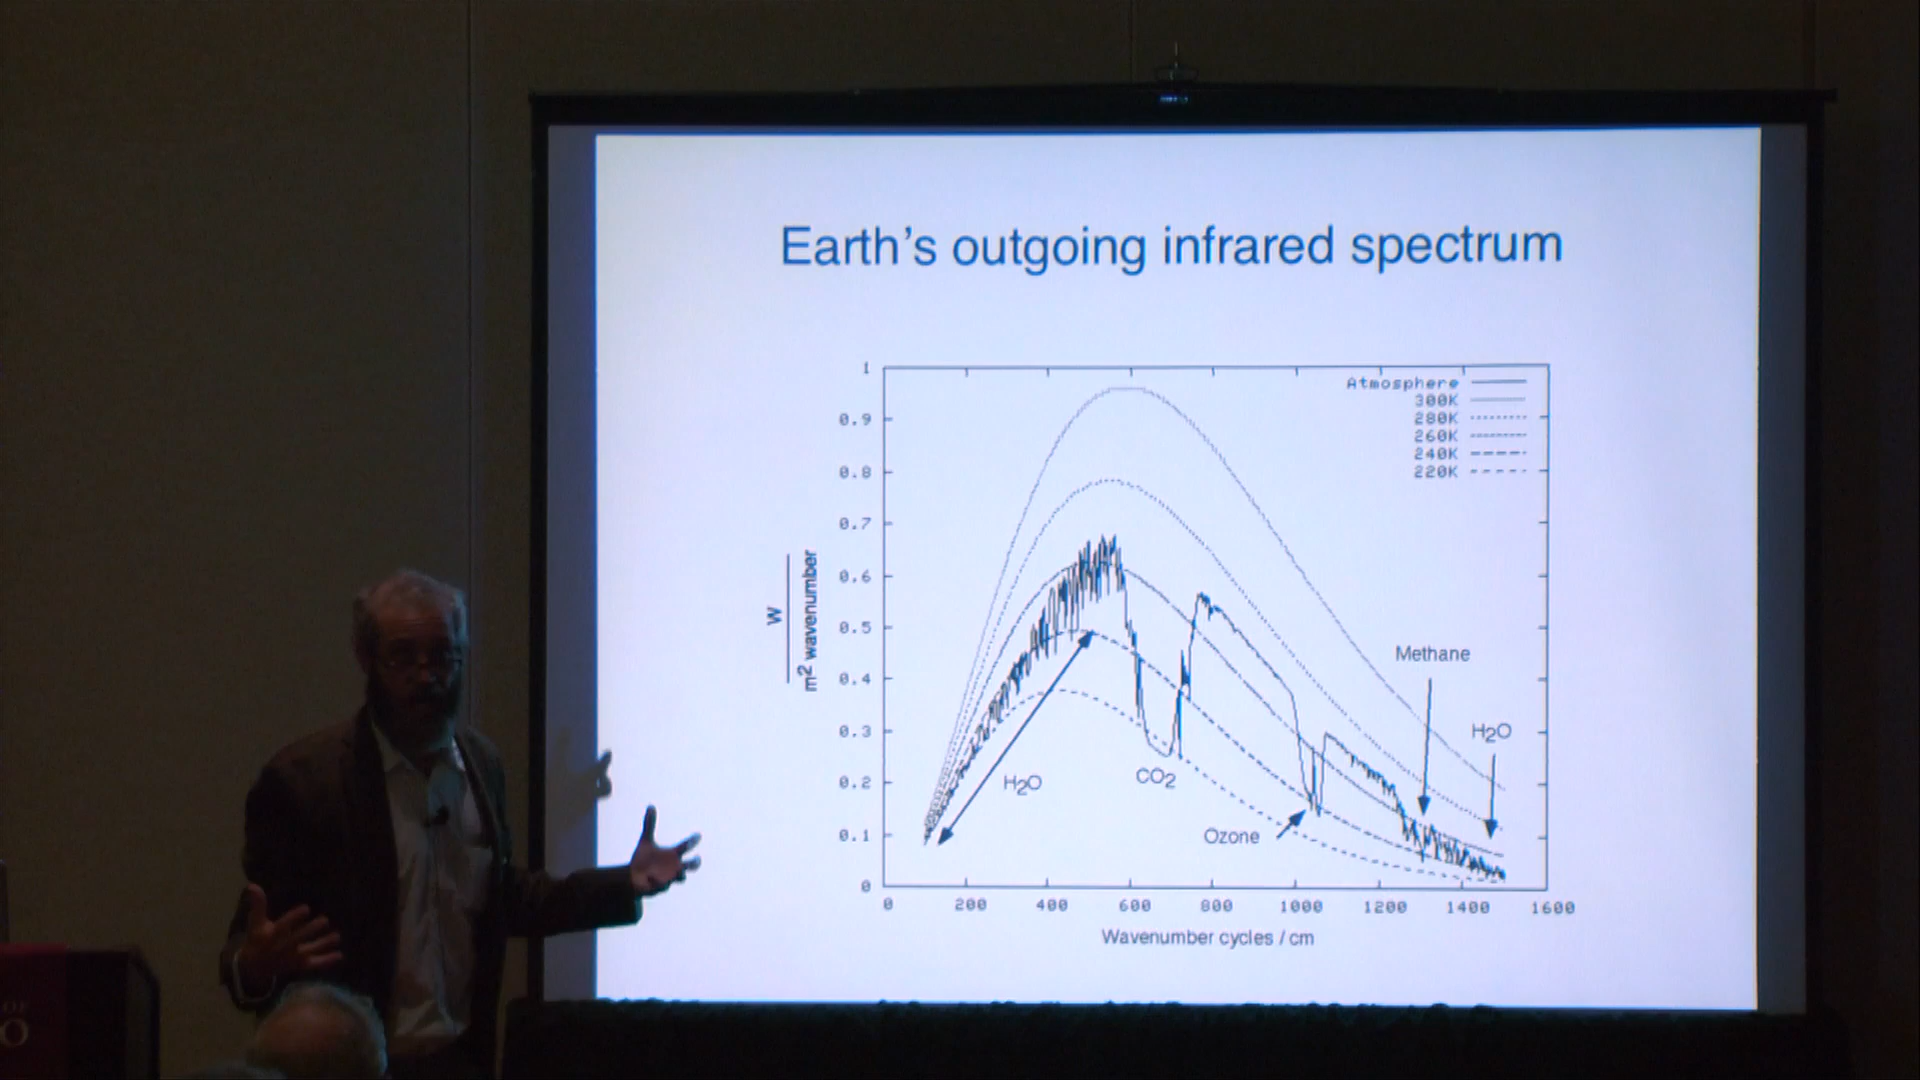 Earth's outgoing infrared spectrum
1
0.9
0.8
0.7
0.6
0.5
0.4
0.3
0.2
0.1
0
W
m2 wavenumber
Atmosphere
300K
280K
260K
240K
220K
Methane
H2O
H2O
CO2
Ozone
0 200 400 600 800 1000 1200 1400 1600
Wavenumber cycles / cm
OF
O